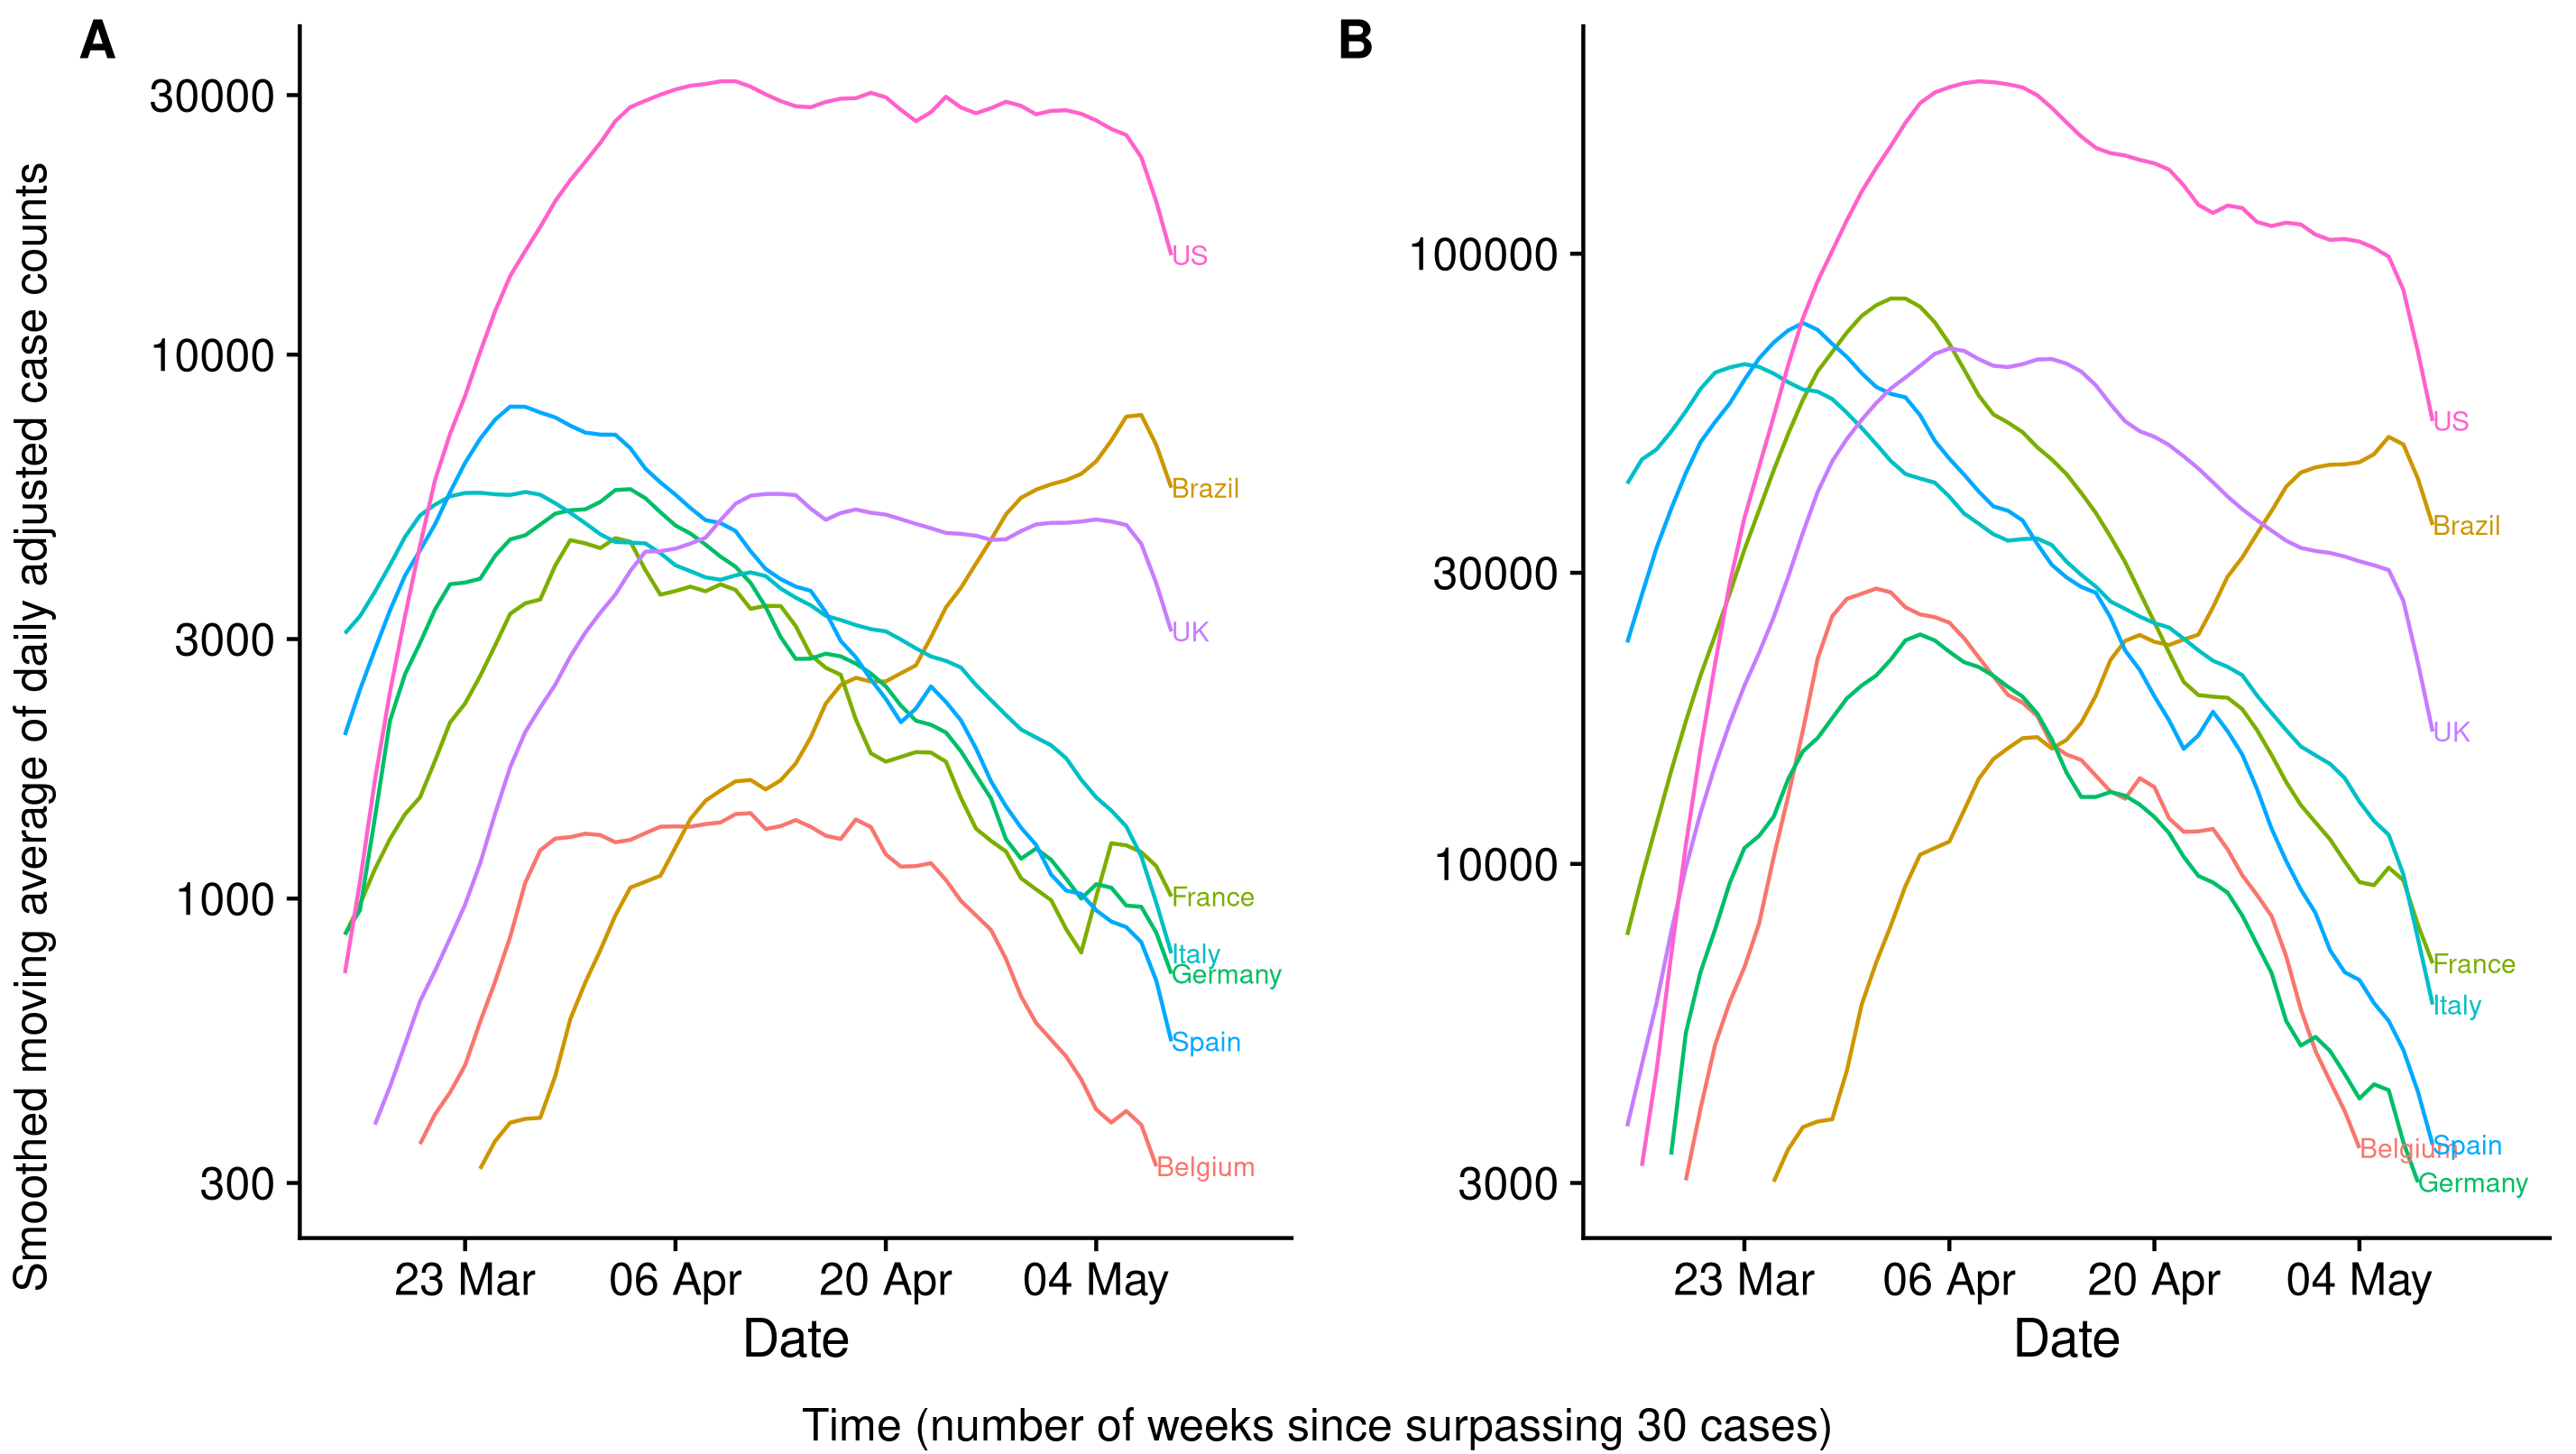 A
B
Smoothed moving average of daily adjusted case counts
30000
10000
3000
1000
300
US
Brazil
UK
France
Italy
Germany
Spain
Belgium
23 Mar
06 Apr
20 Apr
04 May
Date
100000
30000
10000
3000
US
Brazil
UK
France
Italy
Spain
Belgium
Germany
23 Mar
06 Apr
20 Apr
04 May
Date
Time (number of weeks since surpassing 30 cases)